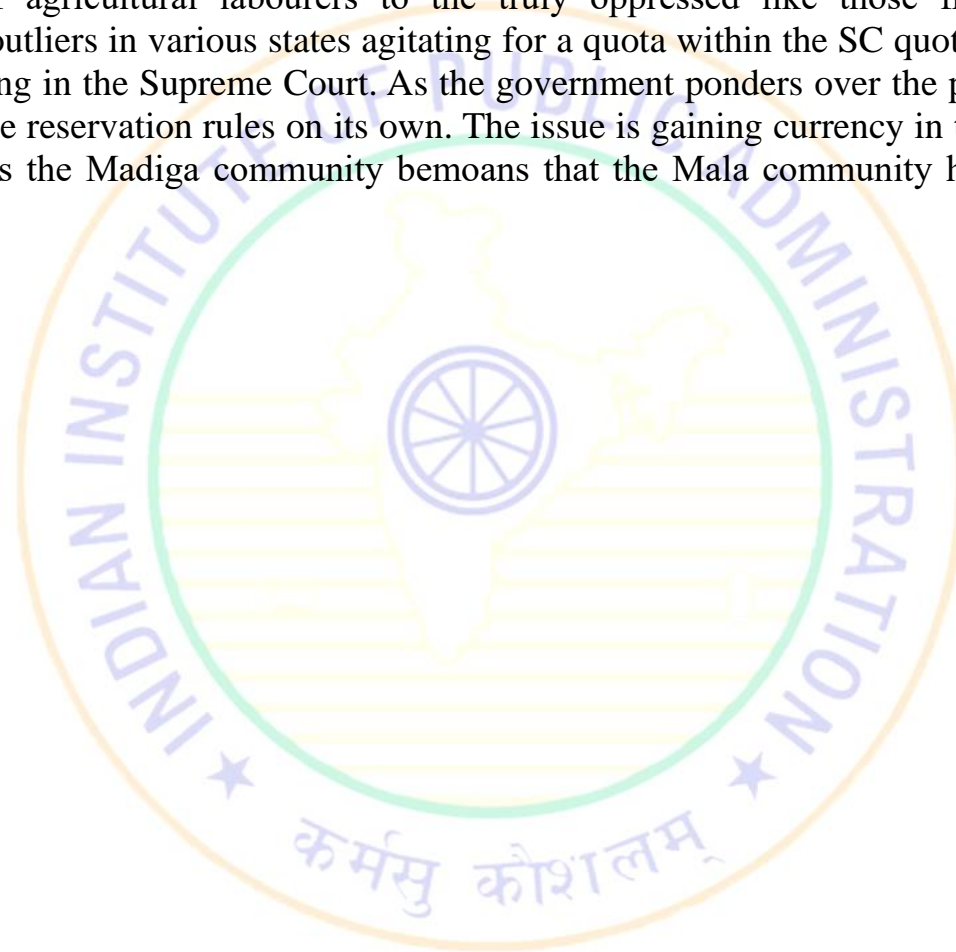 agricultural labourers to the truly oppressed like those
outliers in various states agitating for a quota within the SC quot
ng in the Supreme Court. As the government ponders over the p
e reservation rules on its own. The issue is gaining currency in t
s the Madiga community bemoans that the Mala community h
INDIAN INSTITUTE OF PUBLIC ADMINISTRATION
कर्मसु कौशलम्